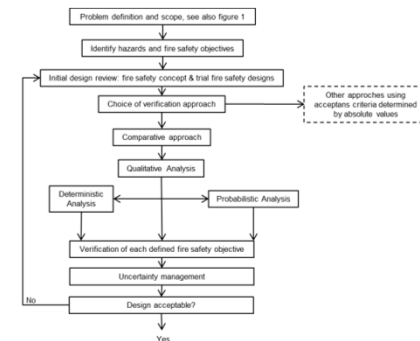 Problem definition and scope, see also figure 1
Identify hazards and fire safety objectives
Initial design review: fire safety concept & trial fire safety designs
Choice of verification approach
Other approches using
acceptans criteria determined
by absolute values
Comparative approach
Qualitative Analysis
Deterministic
Analysis
Probabilistic Analysis
Verification of each defined fire safety objective
Uncertainty management
No
Design acceptable?
Yes